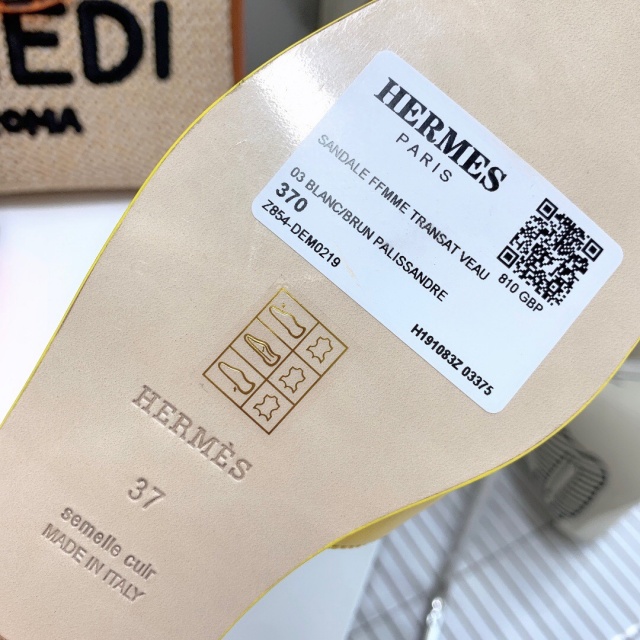 EDI
ROMA
HERMES
PARIS
SANDALE FFMME TRANSAT VEAU
03 BLANC/BRUN PALISSANDRE
370
Z854-DEM0219
810 GBP
H191083Z 03375
HERMÈS
37
semelle cuir
MADE IN ITALY